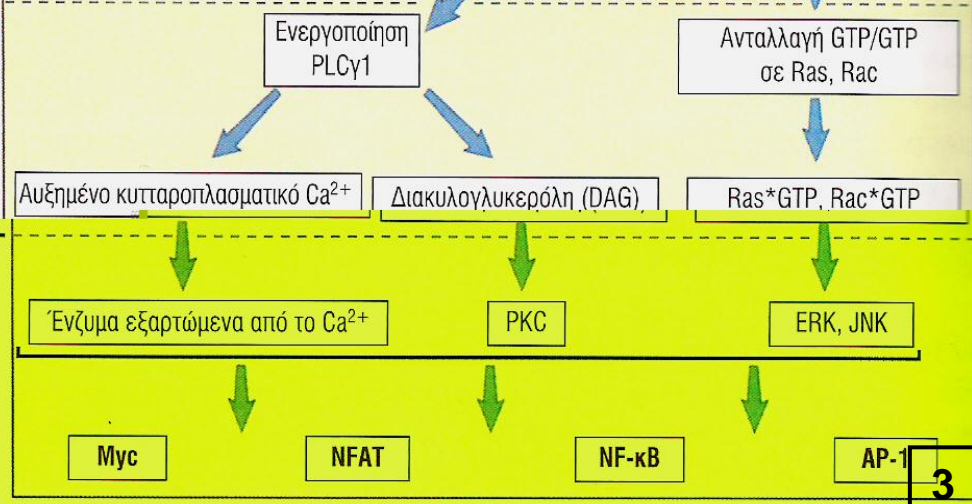 Ενεργοποίηση
PLCγ1
Ανταλλαγή GTP/GTP
σε Ras, Rac
Αυξημένο κυτταροπλασματικό Ca²⁺
Διακυλογλυκερόλη (DAG)
Ras*GTP, Rac*GTP
Ένζυμα εξαρτώμενα από το Ca²⁺
PKC
ERK, JNK
Myc
NFAT
NF-κB
AP-1
3